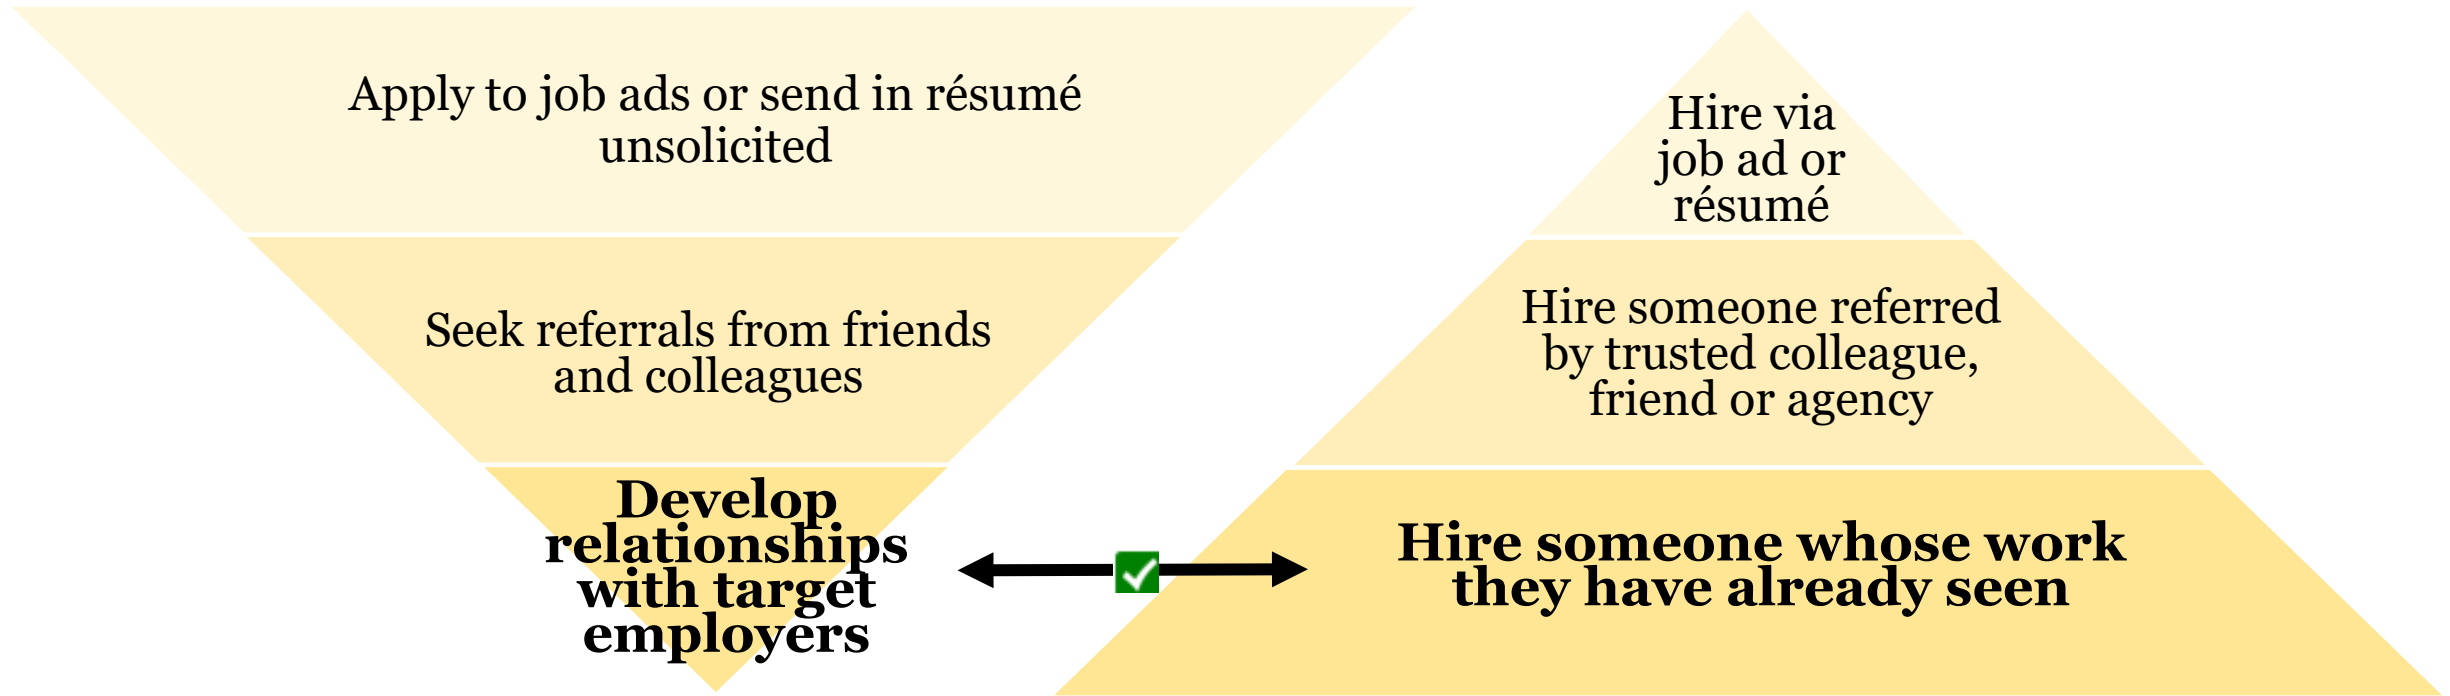 Apply to job ads or send in résumé
unsolicited
Seek referrals from friends
and colleagues
Develop
relationships
with target
employers
Hire via
job ad or
résumé
Hire someone referred
by trusted colleague,
friend or agency
Hire someone whose work
they have already seen